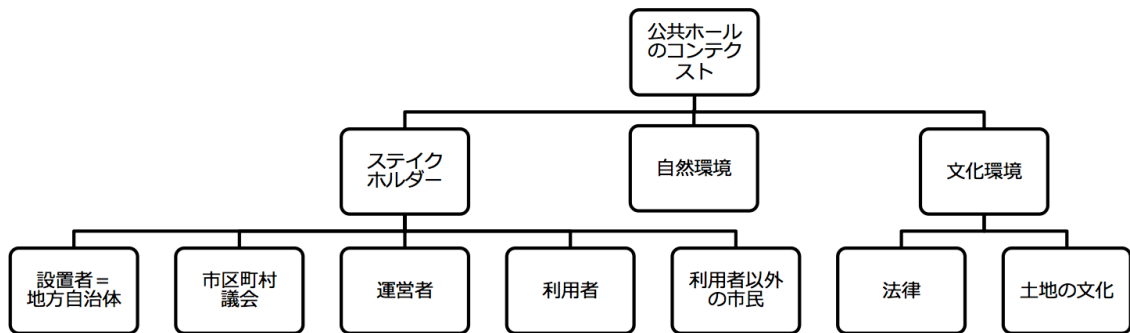 公共ホール
のコンテク
スト
ステイク
ホルダー
自然環境
文化環境
設置者＝
地方自治体
市区町村
議会
運営者
利用者
利用者以外
の市民
法律
土地の文化